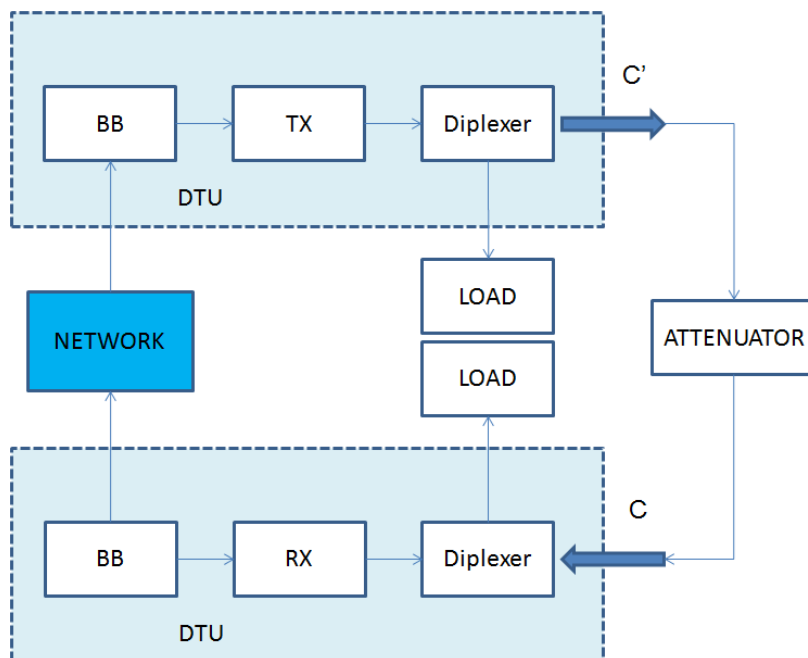 C’
BB
TX
Diplexer
DTU
LOAD
NETWORK
ATTENUATOR
LOAD
C
BB
RX
Diplexer
DTU